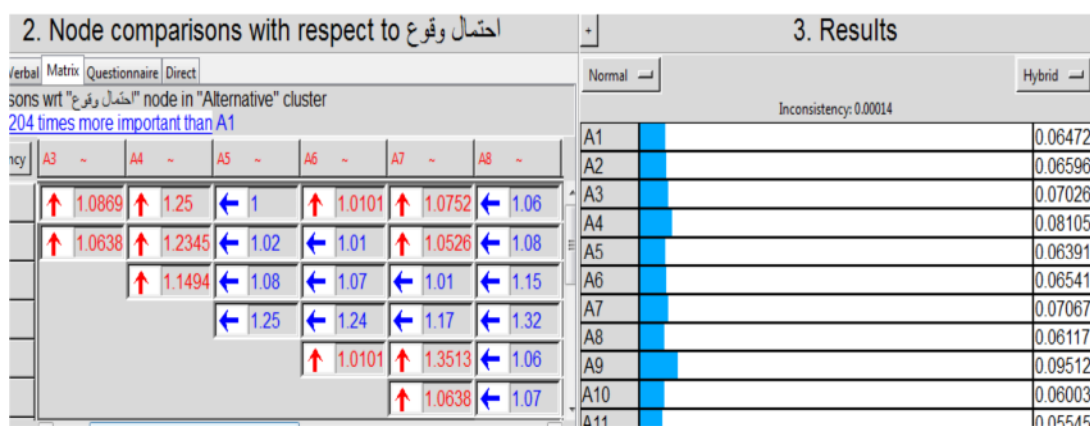 2. Node comparisons with respect to احتمال وقوع
Verbal Matrix Questionnaire Direct
sons wrt "احتمال وقوع" node in "Alternative" cluster
204 times more important than A1
ncy A3 ~ A4 ~ A5 ~ A6 ~ A7 ~ A8 ~
1.0869 1.25 1 1.0101 1.0752 1.06
1.0638 1.2345 1.02 1.01 1.0526 1.08
1.1494 1.08 1.07 1.01 1.15
1.25 1.24 1.17 1.32
1.0101 1.3513 1.06
1.0638 1.07
+ 3. Results
Normal Hybrid
Inconsistency: 0.00014
A1 0.06472
A2 0.06596
A3 0.07026
A4 0.08105
A5 0.06391
A6 0.06541
A7 0.07067
A8 0.06117
A9 0.09512
A10 0.06003
A11 0.05545